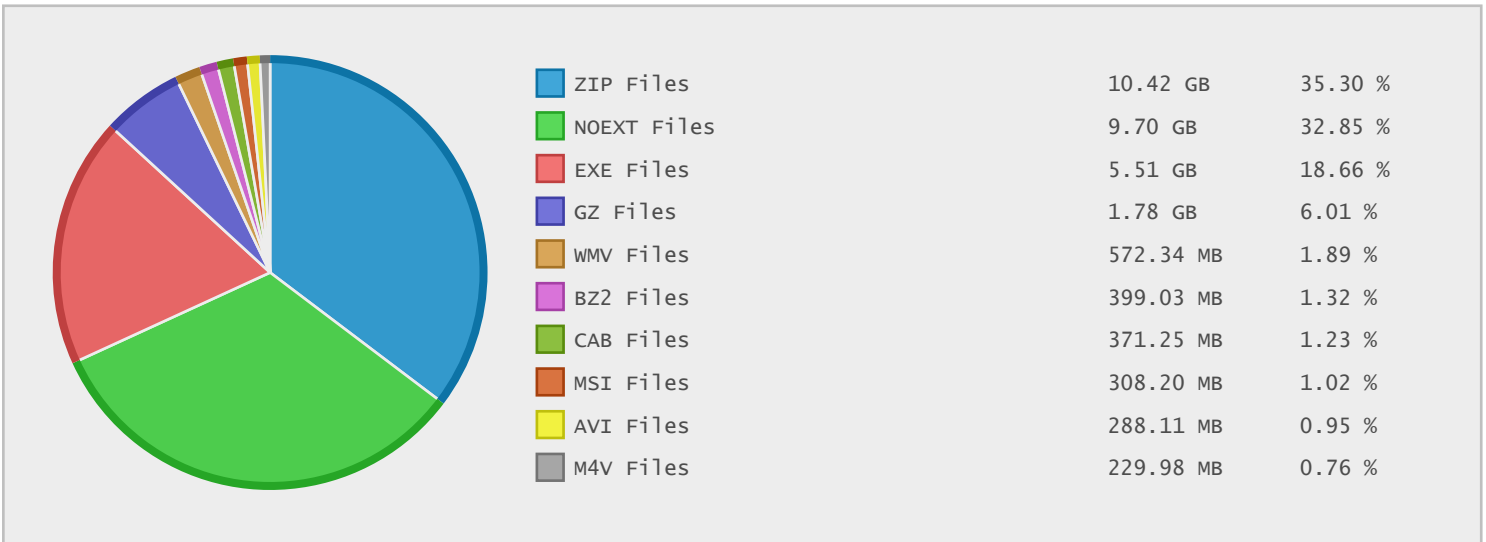 ZIP Files 10.42 GB 35.30 %
NOEXT Files 9.70 GB 32.85 %
EXE Files 5.51 GB 18.66 %
GZ Files 1.78 GB 6.01 %
WMV Files 572.34 MB 1.89 %
BZ2 Files 399.03 MB 1.32 %
CAB Files 371.25 MB 1.23 %
MSI Files 308.20 MB 1.02 %
AVI Files 288.11 MB 0.95 %
M4V Files 229.98 MB 0.76 %